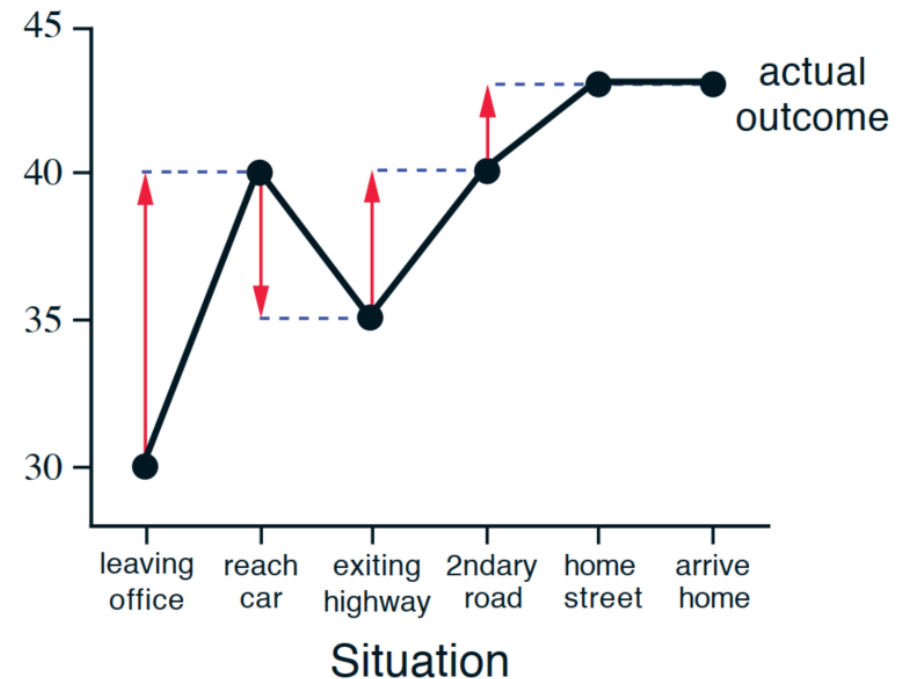 45
40
35
30
actual
outcome
leaving
office
reach
car
exiting
highway
2ndary
road
home
street
arrive
home
Situation